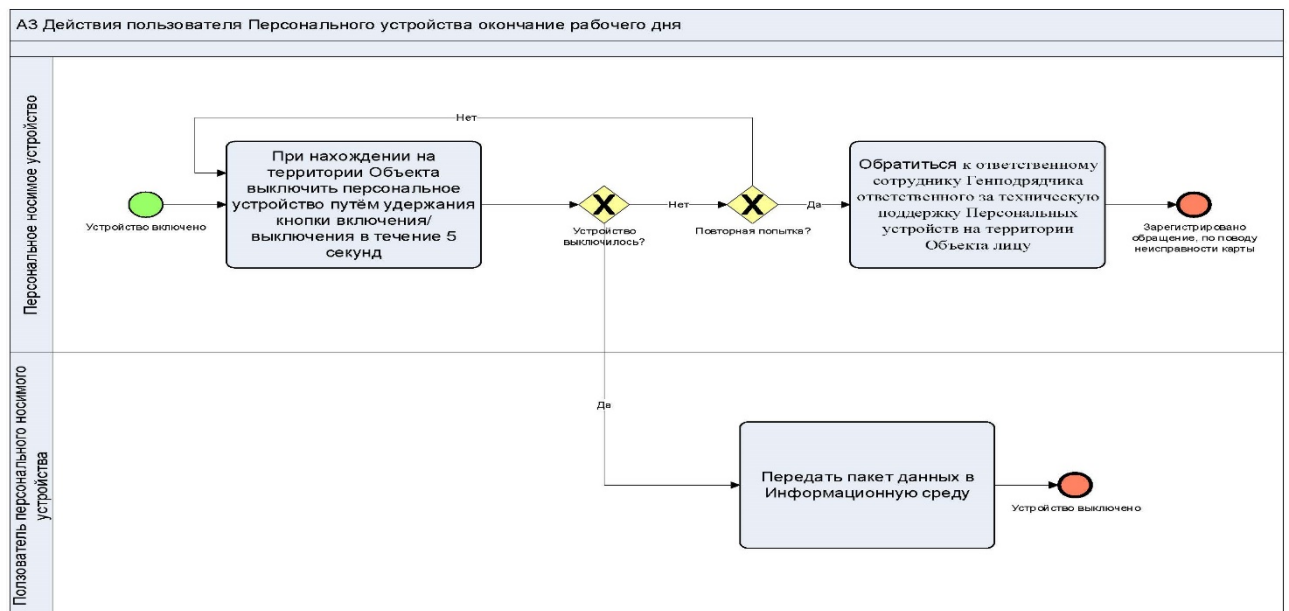 А3 Действия пользователя Персонального устройства окончание рабочего дня
Персональное носимое устройство
Нет
При нахождении на
территории Объекта
выключить персональное
устройство путём удержания
кнопки включения/
выключения в течение 5
секунд
Устройство включено
Устройство
выключилось?
Нет
Повторная попытка?
Да
Обратиться к ответственному
сотруднику Генподрядчика
ответственного за техническую
поддержку Персональных
устройств на территории
Объекта лицу
Зарегистрировано
обращение, по поводу
неисправности карты
Ползователь персонального носимого
устройства
Да
Передать пакет данных в
Информационную среду
Устройство выключено